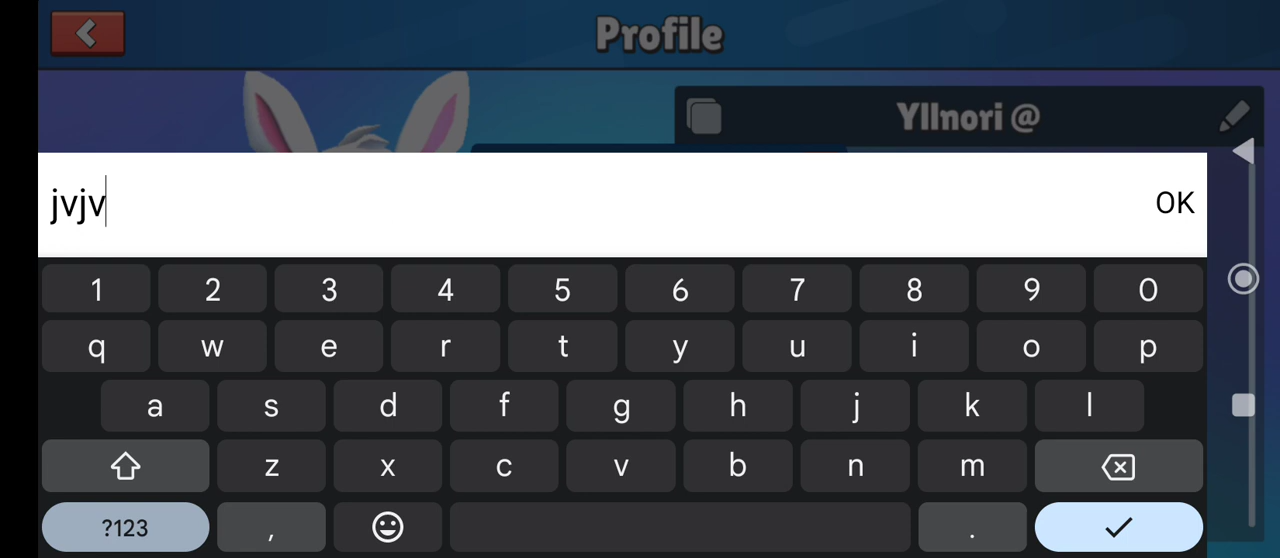 Profile
Yllnori @
jvjv
OK
1 2 3 4 5 6 7 8 9 0
q w e r t y u i o p
a s d f g h j k l
z x c v b n m
?123 , .